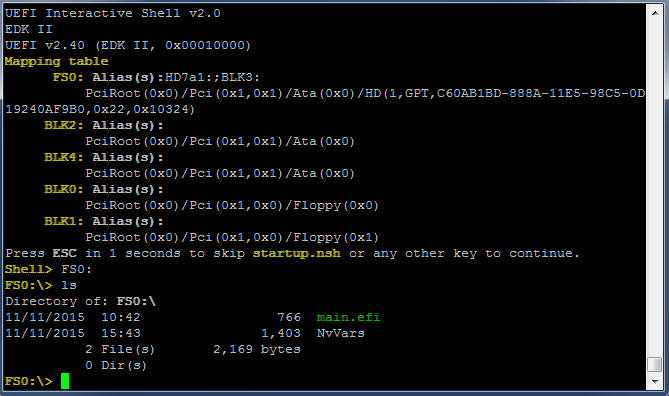 UEFI Interactive Shell v2.0
EDK II
UEFI v2.40 (EDK II, 0x00010000)
Mapping table
FS0: Alias(s):HD7a1:;BLK3:
PciRoot(0x0)/Pci(0x1,0x1)/Ata(0x0)/HD(1,GPT,C60AB1BD-888A-11E5-98C5-0D
19240AF9B0,0x22,0x10324)
BLK2: Alias(s):
PciRoot(0x0)/Pci(0x1,0x1)/Ata(0x0)
BLK4: Alias(s):
PciRoot(0x0)/Pci(0x1,0x1)/Ata(0x0)
BLK0: Alias(s):
PciRoot(0x0)/Pci(0x1,0x0)/Floppy(0x0)
BLK1: Alias(s):
PciRoot(0x0)/Pci(0x1,0x0)/Floppy(0x1)
Press ESC in 1 seconds to skip startup.nsh or any other key to continue.
Shell> FS0:
FS0:\> ls
Directory of: FS0:\
11/11/2015  10:42                 766  main.efi
11/11/2015  15:43               1,403  NvVars
2 File(s)       2,169 bytes
0 Dir(s)
FS0:\>